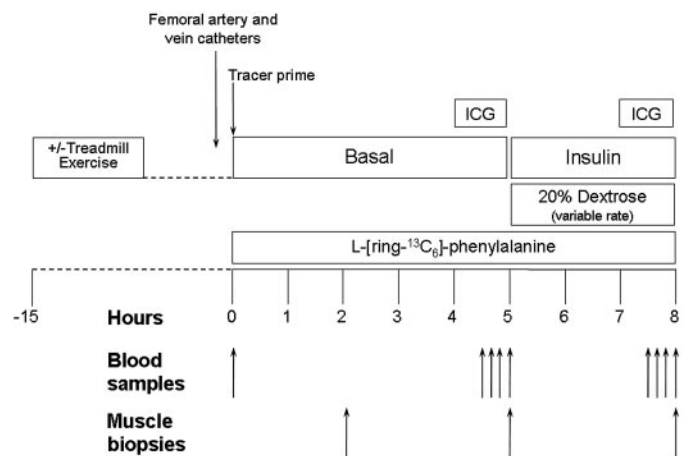 Femoral artery and
vein catheters
Tracer prime
ICG ICG
+/-Treadmill
Exercise
Basal Insulin
20% Dextrose
(variable rate)
L-[ring-¹³C₆]-phenylalanine
-15 Hours 0 1 2 3 4 5 6 7 8
Blood
samples
Muscle
biopsies